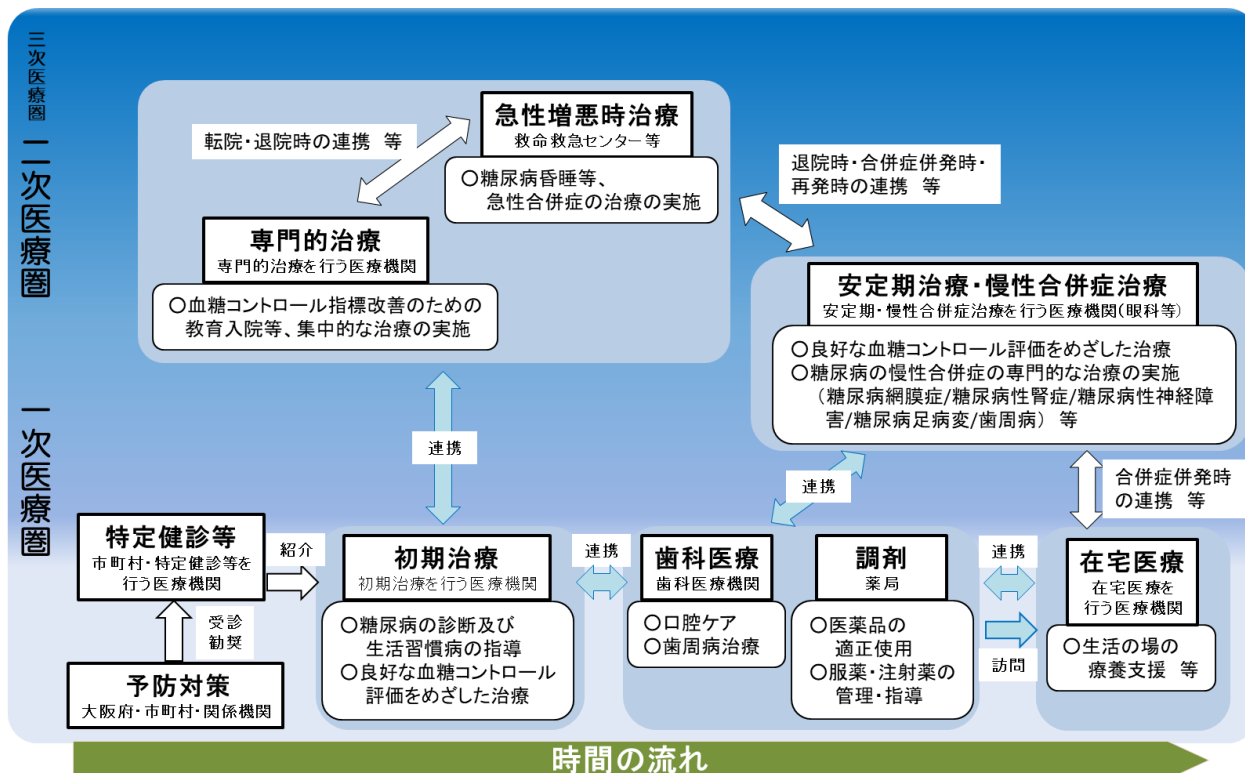 三次医療圏
二次医療圏
一次医療圏
急性増悪時治療
救命救急センター等
○糖尿病昏睡等、
急性合併症の治療の実施
転院・退院時の連携 等
専門的治療
専門的治療を行う医療機関
○血糖コントロール指標改善のための
教育入院等、集中的な治療の実施
退院時・合併症併発時・
再発時の連携 等
安定期治療・慢性合併症治療
安定期・慢性合併症治療を行う医療機関(眼科等)
○良好な血糖コントロール評価をめざした治療
○糖尿病の慢性合併症の専門的な治療の実施
(糖尿病網膜症/糖尿病性腎症/糖尿病性神経障
害/糖尿病足病変/歯周病) 等
連携
連携
合併症併発時
の連携 等
特定健診等
市町村・特定健診等を
行う医療機関
紹介
受診
勧奨
予防対策
大阪府・市町村・関係機関
初期治療
初期治療を行う医療機関
○糖尿病の診断及び
生活習慣病の指導
○良好な血糖コントロール
評価をめざした治療
連携
歯科医療
歯科医療機関
○口腔ケア
○歯周病治療
調剤
薬局
○医薬品の
適正使用
○服薬・注射薬の
管理・指導
連携
訪問
在宅医療
在宅医療を
行う医療機関
○生活の場の
療養支援 等
時間の流れ